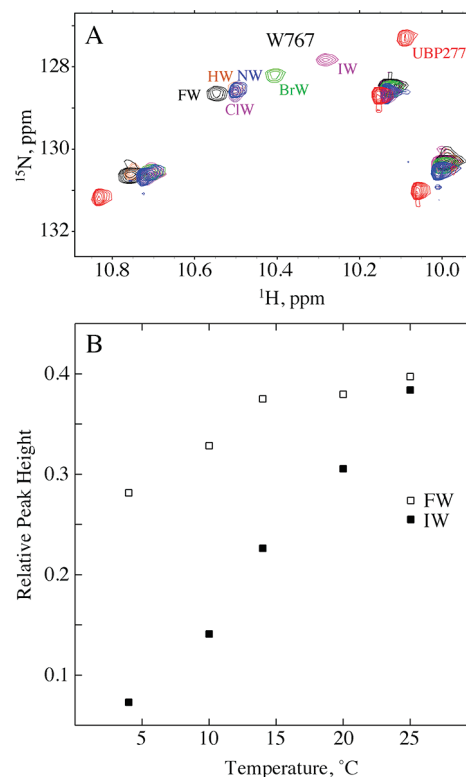 A
W767
UBP277
HW NW
IW
FW
BrW
ClW
128
130
132
¹⁵N, ppm
10.8 10.6 10.4 10.2 10.0
¹H, ppm
B
0.4
0.3
0.2
0.1
Relative Peak Height
FW
IW
5 10 15 20 25
Temperature, °C